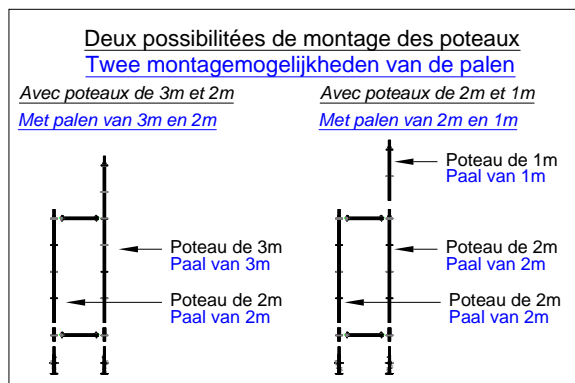 Deux possibilitées de montage des poteaux
Twee montagemogelijkheden van de palen
Avec poteaux de 3m et 2m
Met palen van 3m en 2m
Poteau de 3m
Paal van 3m
Poteau de 2m
Paal van 2m
Avec poteaux de 2m et 1m
Met palen van 2m en 1m
Poteau de 1m
Paal van 1m
Poteau de 2m
Paal van 2m
Poteau de 2m
Paal van 2m